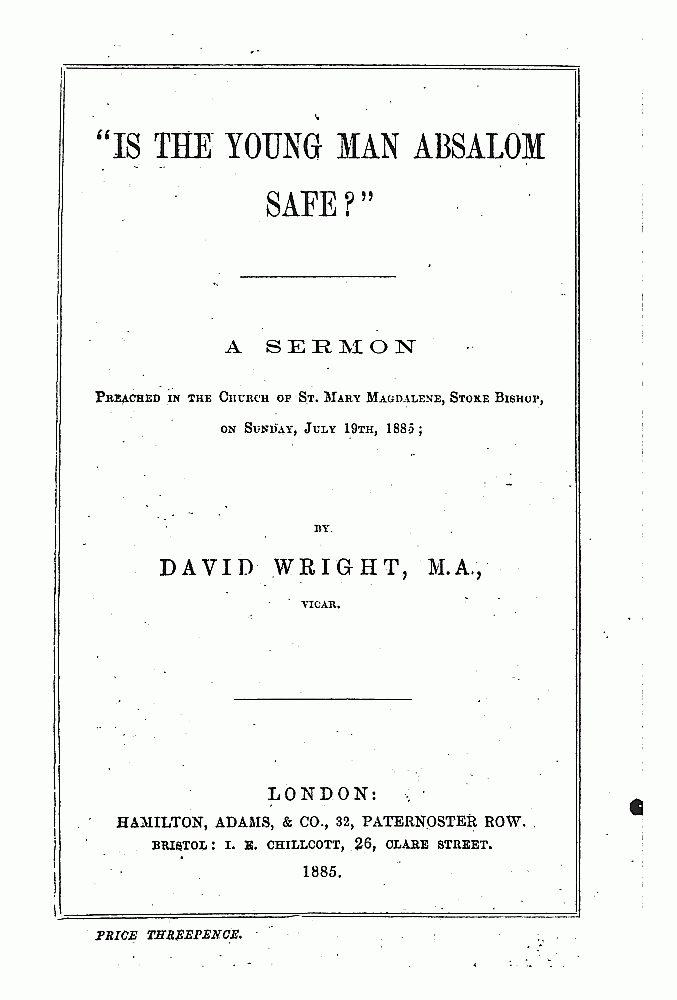 “IS THE YOUNG MAN ABSALOM
SAFE?”
A SERMON
PREACHED IN THE CHURCH OF ST. MARY MAGDALENE, STOKE BISHOP,
ON SUNDAY, JULY 19TH, 1885;
BY
DAVID WRIGHT, M.A.,
VICAR.
LONDON:
HAMILTON, ADAMS, & CO., 32, PATERNOSTER ROW.
BRISTOL: I. E. CHILLCOTT, 26, CLARE STREET.
1885.
PRICE THREEPENCE.